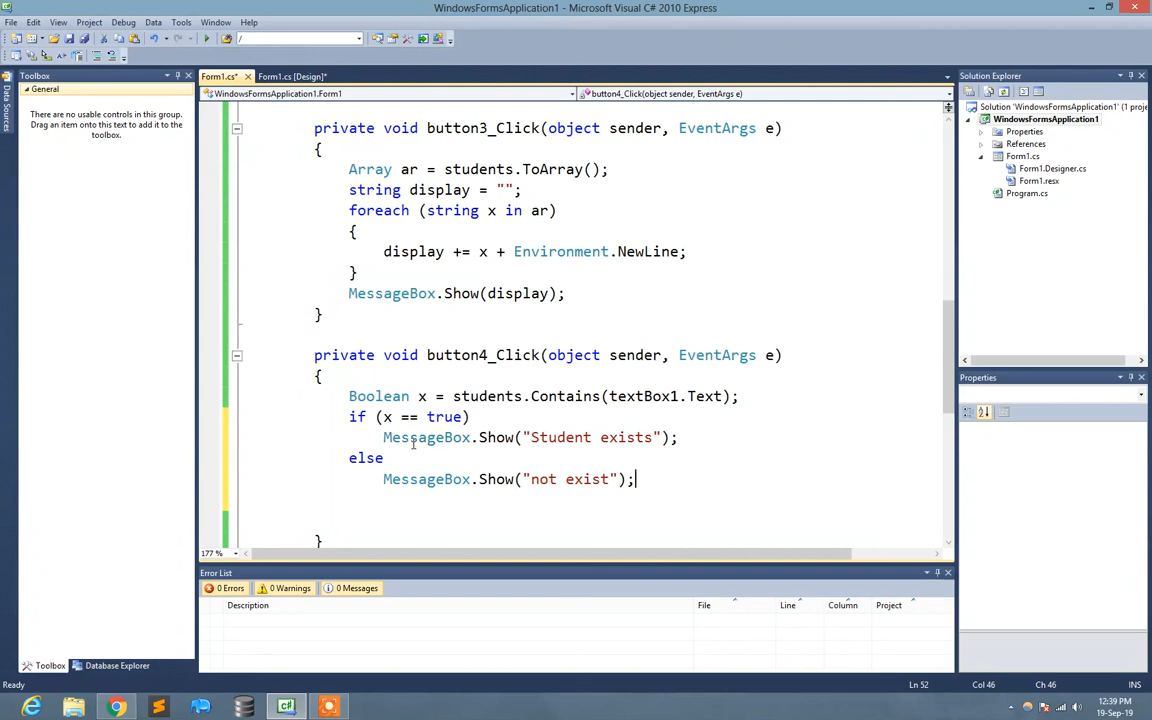 WindowsFormsApplication1 - Microsoft Visual C# 2010 Express
File Edit View Project Debug Data Tools Window Help
/
Toolbox
General
There are no usable controls in this group.
Drag an item onto this text to add it to the
toolbox.
Data Sources
Form1.cs*
Form1.cs [Design]*
WindowsFormsApplication1.Form1
button4_Click(object sender, EventArgs e)
private void button3_Click(object sender, EventArgs e)
{
Array ar = students.ToArray();
string display = "";
foreach (string x in ar)
{
display += x + Environment.NewLine;
}
MessageBox.Show(display);
}
private void button4_Click(object sender, EventArgs e)
{
Boolean x = students.Contains(textBox1.Text);
if (x == true)
MessageBox.Show("Student exists");
else
MessageBox.Show("not exist");
}
177 %
Solution Explorer
Solution 'WindowsFormsApplication1' (1 proje
WindowsFormsApplication1
Properties
References
Form1.cs
Form1.Designer.cs
Form1.resx
Program.cs
Properties
Error List
0 Errors
0 Warnings
0 Messages
Description File Line Column Project
Toolbox
Database Explorer
Ready
Ln 52 Col 46 Ch 46 INS
12:39 PM
19-Sep-19